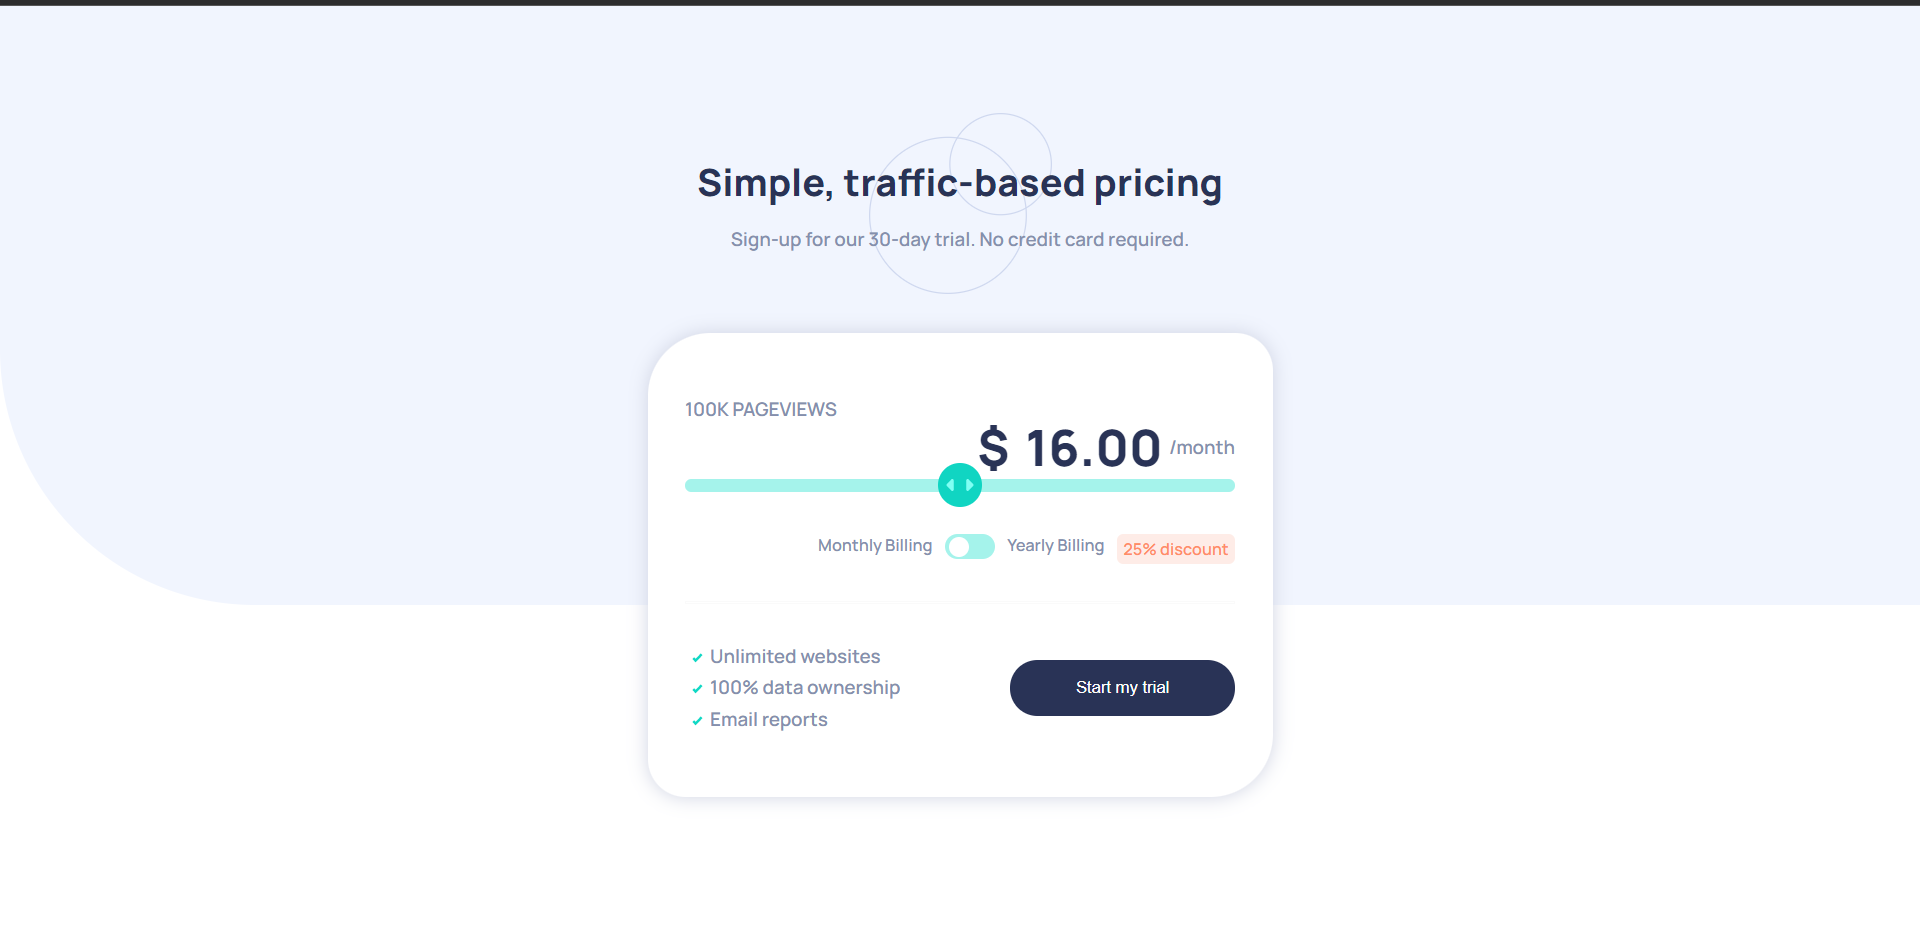 Simple, traffic-based pricing
Sign-up for our 30-day trial. No credit card required.
100K PAGEVIEWS
$ 16.00 /month
Monthly Billing Yearly Billing 25% discount
Unlimited websites
100% data ownership
Email reports
Start my trial